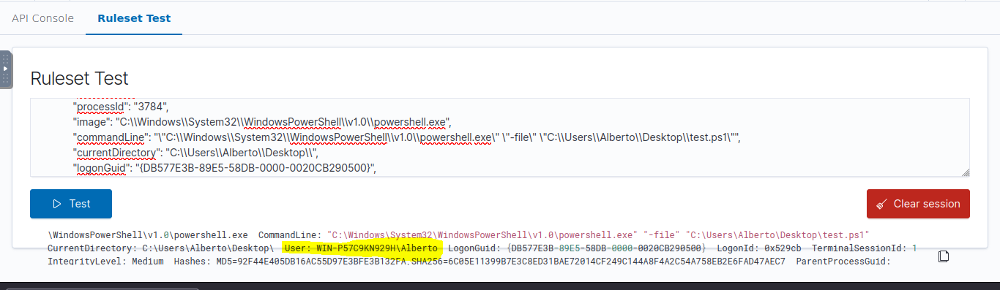 API Console
Ruleset Test
Ruleset Test
"processId": "3784",
"image": "C:\\Windows\\System32\\WindowsPowerShell\\v1.0\\powershell.exe",
"commandLine": "\"C:\\Windows\\System32\\WindowsPowerShell\\v1.0\\powershell.exe\" \"-file\" \"C:\\Users\\Alberto\\Desktop\\test.ps1\"",
"currentDirectory": "C:\\Users\\Alberto\\Desktop\\",
"logonGuid": "{DB577E3B-89E5-58DB-0000-0020CB290500}",
Test
Clear session
\WindowsPowerShell\v1.0\powershell.exe CommandLine: "C:\Windows\System32\WindowsPowerShell\v1.0\powershell.exe" "-file" "C:\Users\Alberto\Desktop\test.ps1"
CurrentDirectory: C:\Users\Alberto\Desktop\ User: WIN-P57C9KN929H\Alberto LogonGuid: {DB577E3B-89E5-58DB-0000-0020CB290500} LogonId: 0x529cb TerminalSessionId: 1
IntegrityLevel: Medium Hashes: MD5=92F44E405DB16AC55D97E3BFE3B132FA,SHA256=6C05E11399B7E3C8ED31BAE72014CF249C144A8F4A2C54A758EB2E6FAD47AEC7 ParentProcessGuid: